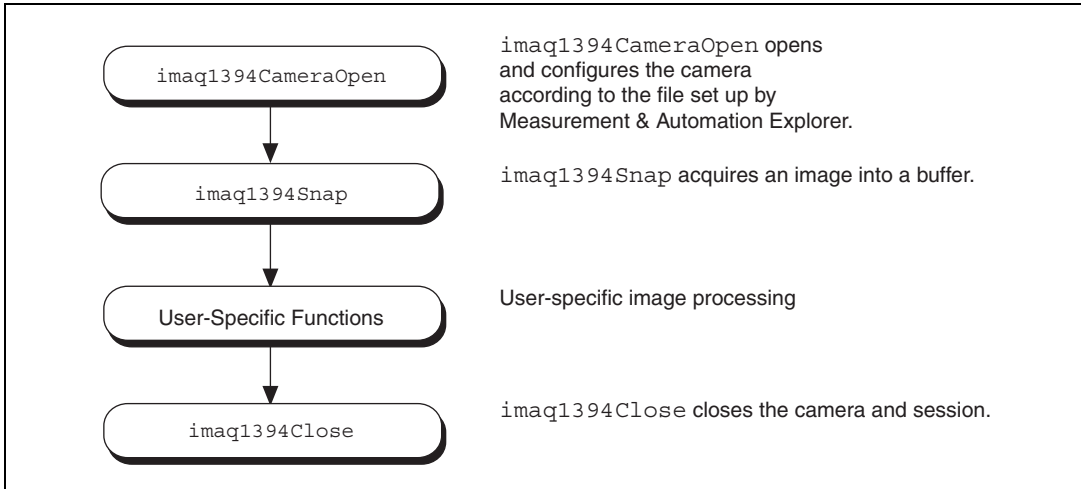 imaq1394CameraOpen
imaq1394CameraOpen opens
and configures the camera
according to the file set up by
Measurement & Automation Explorer.
imaq1394Snap
imaq1394Snap acquires an image into a buffer.
User-Specific Functions
User-specific image processing
imaq1394Close
imaq1394Close closes the camera and session.